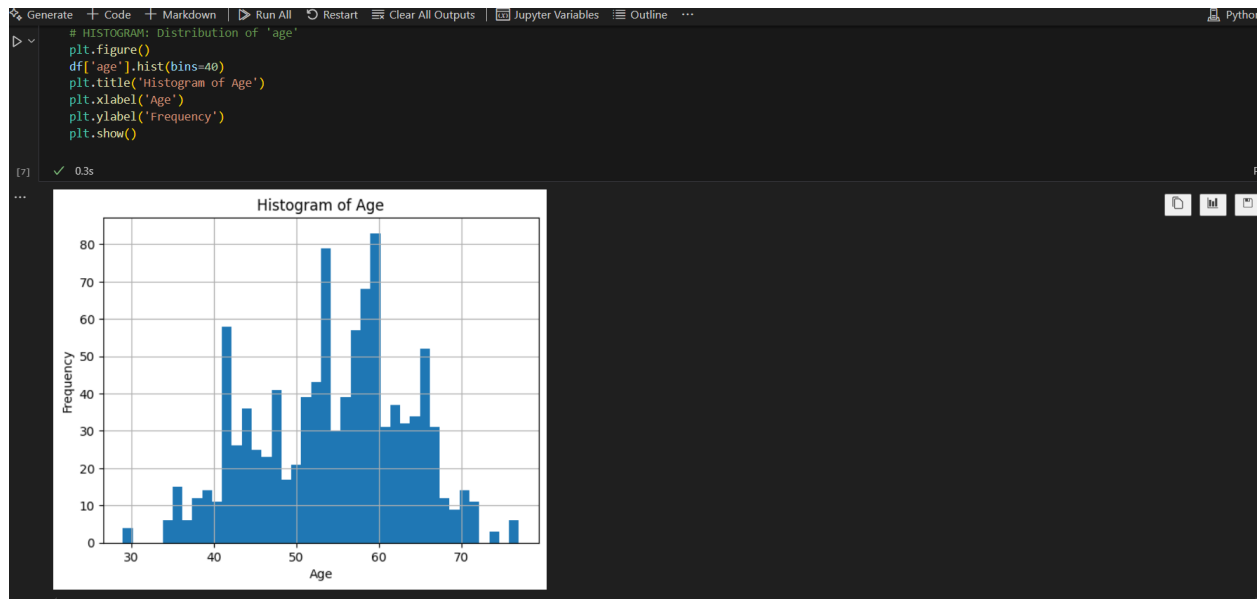 Generate + Code + Markdown Run All Restart Clear All Outputs Jupyter Variables Outline ...
# HISTOGRAM: Distribution of 'age'
plt.figure()
df['age'].hist(bins=40)
plt.title('Histogram of Age')
plt.xlabel('Age')
plt.ylabel('Frequency')
plt.show()
[7] ✓ 0.3s
...
Histogram of Age
80
70
60
50
40
30
20
10
0
Frequency
30 40 50 60 70
Age